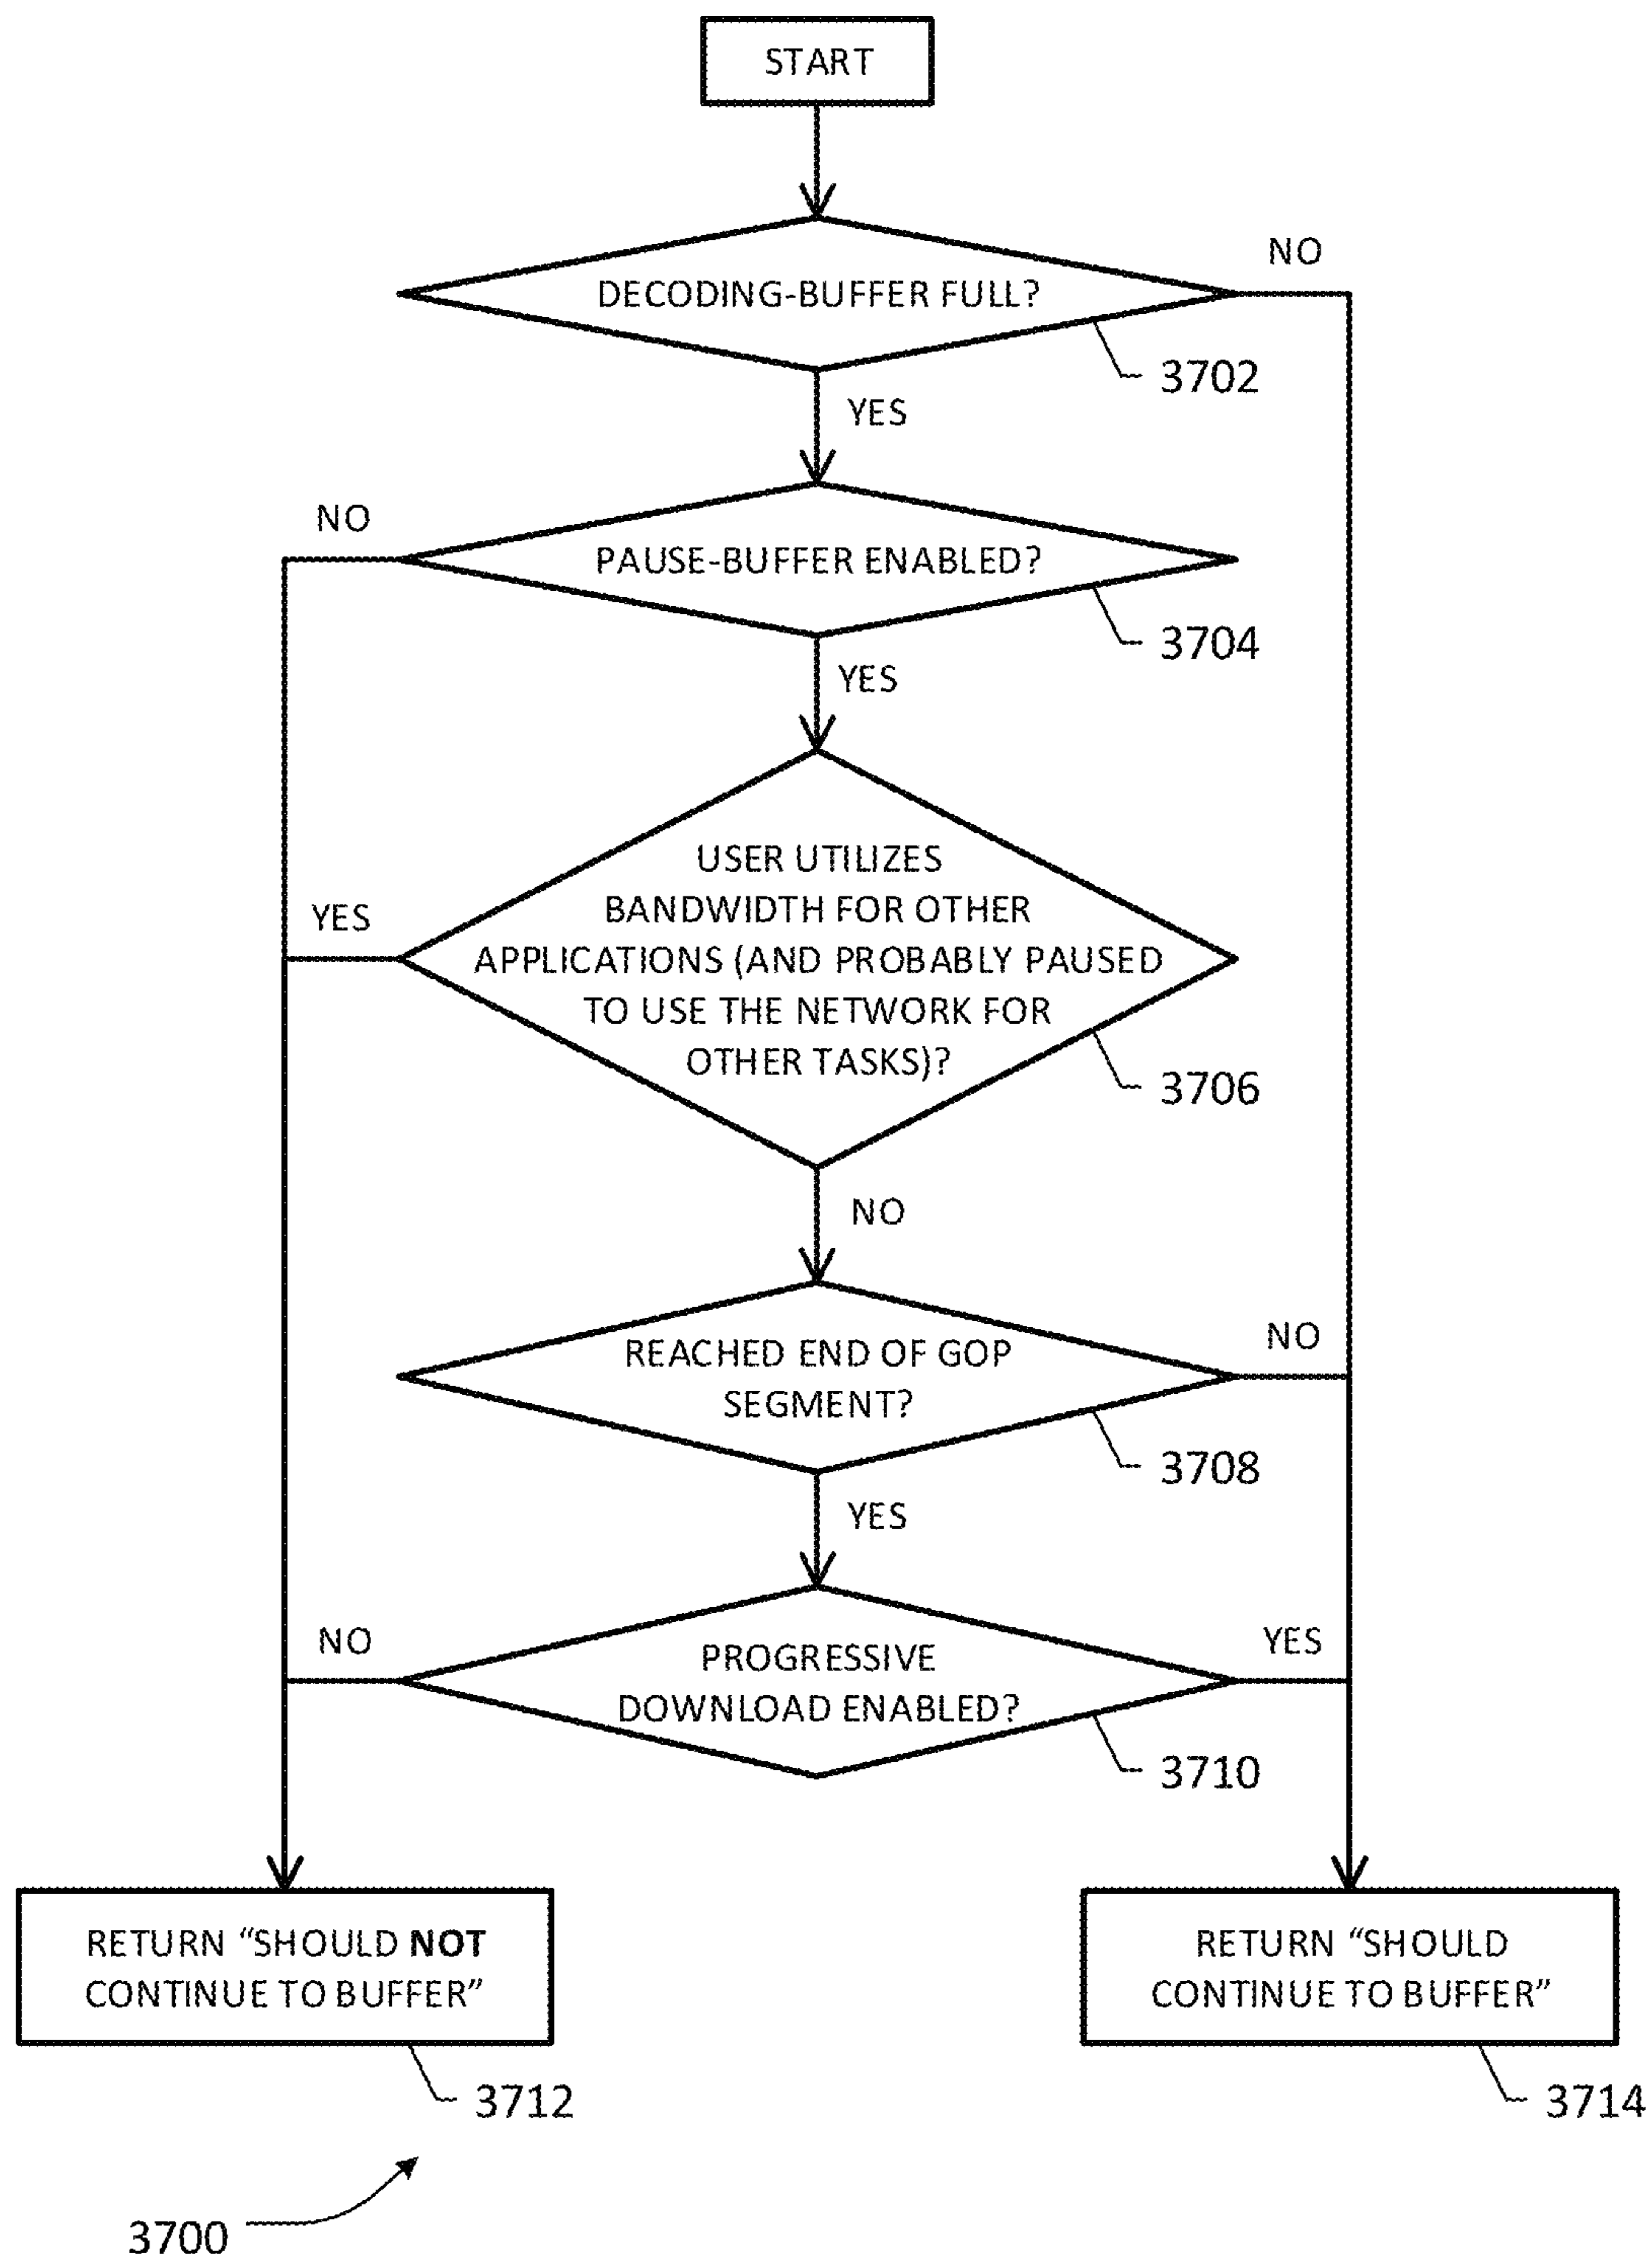 START
NO
DECODING-BUFFER FULL?
3702
YES
NO
PAUSE-BUFFER ENABLED?
3704
YES
USER UTILIZES
BANDWIDTH FOR OTHER
YES
APPLICATIONS (AND PROBABLY PAUSED
TO USE THE NETWORK FOR
OTHER TASKS)?
3706
NO
REACHED END OF GOP
SEGMENT?
NO
3708
YES
NO
PROGRESSIVE
DOWNLOAD ENABLED?
YES
3710
RETURN “SHOULD NOT
CONTINUE TO BUFFER”
3712
RETURN “SHOULD
CONTINUE TO BUFFER”
3714
3700